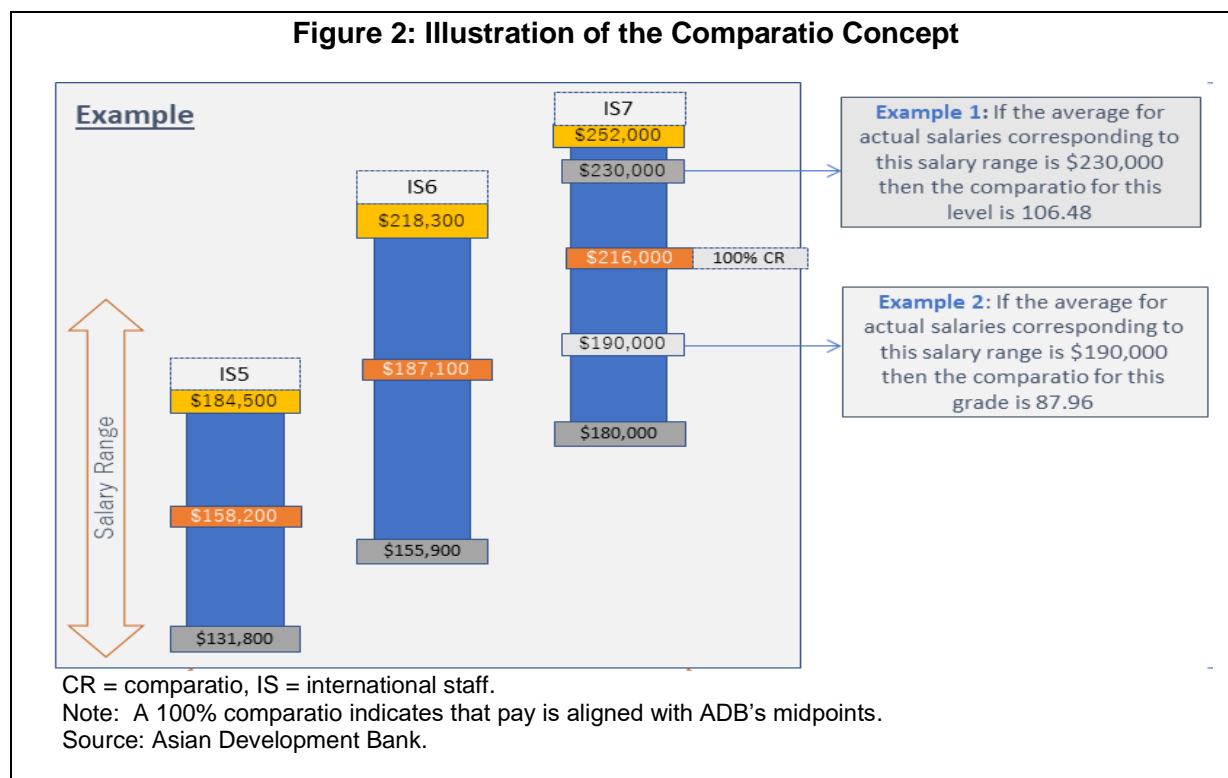 Figure 2: Illustration of the Comparatio Concept
Example
Salary Range
IS5
$184,500
$158,200
$131,800
IS6
$218,300
$187,100
$155,900
IS7
$252,000
$230,000
$216,000
100% CR
$190,000
$180,000
Example 1: If the average for
actual salaries corresponding to
this salary range is $230,000
then the comparatio for this
level is 106.48
Example 2: If the average for
actual salaries corresponding to
this salary range is $190,000
then the comparatio for this
grade is 87.96
CR = comparatio, IS = international staff.
Note: A 100% comparatio indicates that pay is aligned with ADB’s midpoints.
Source: Asian Development Bank.